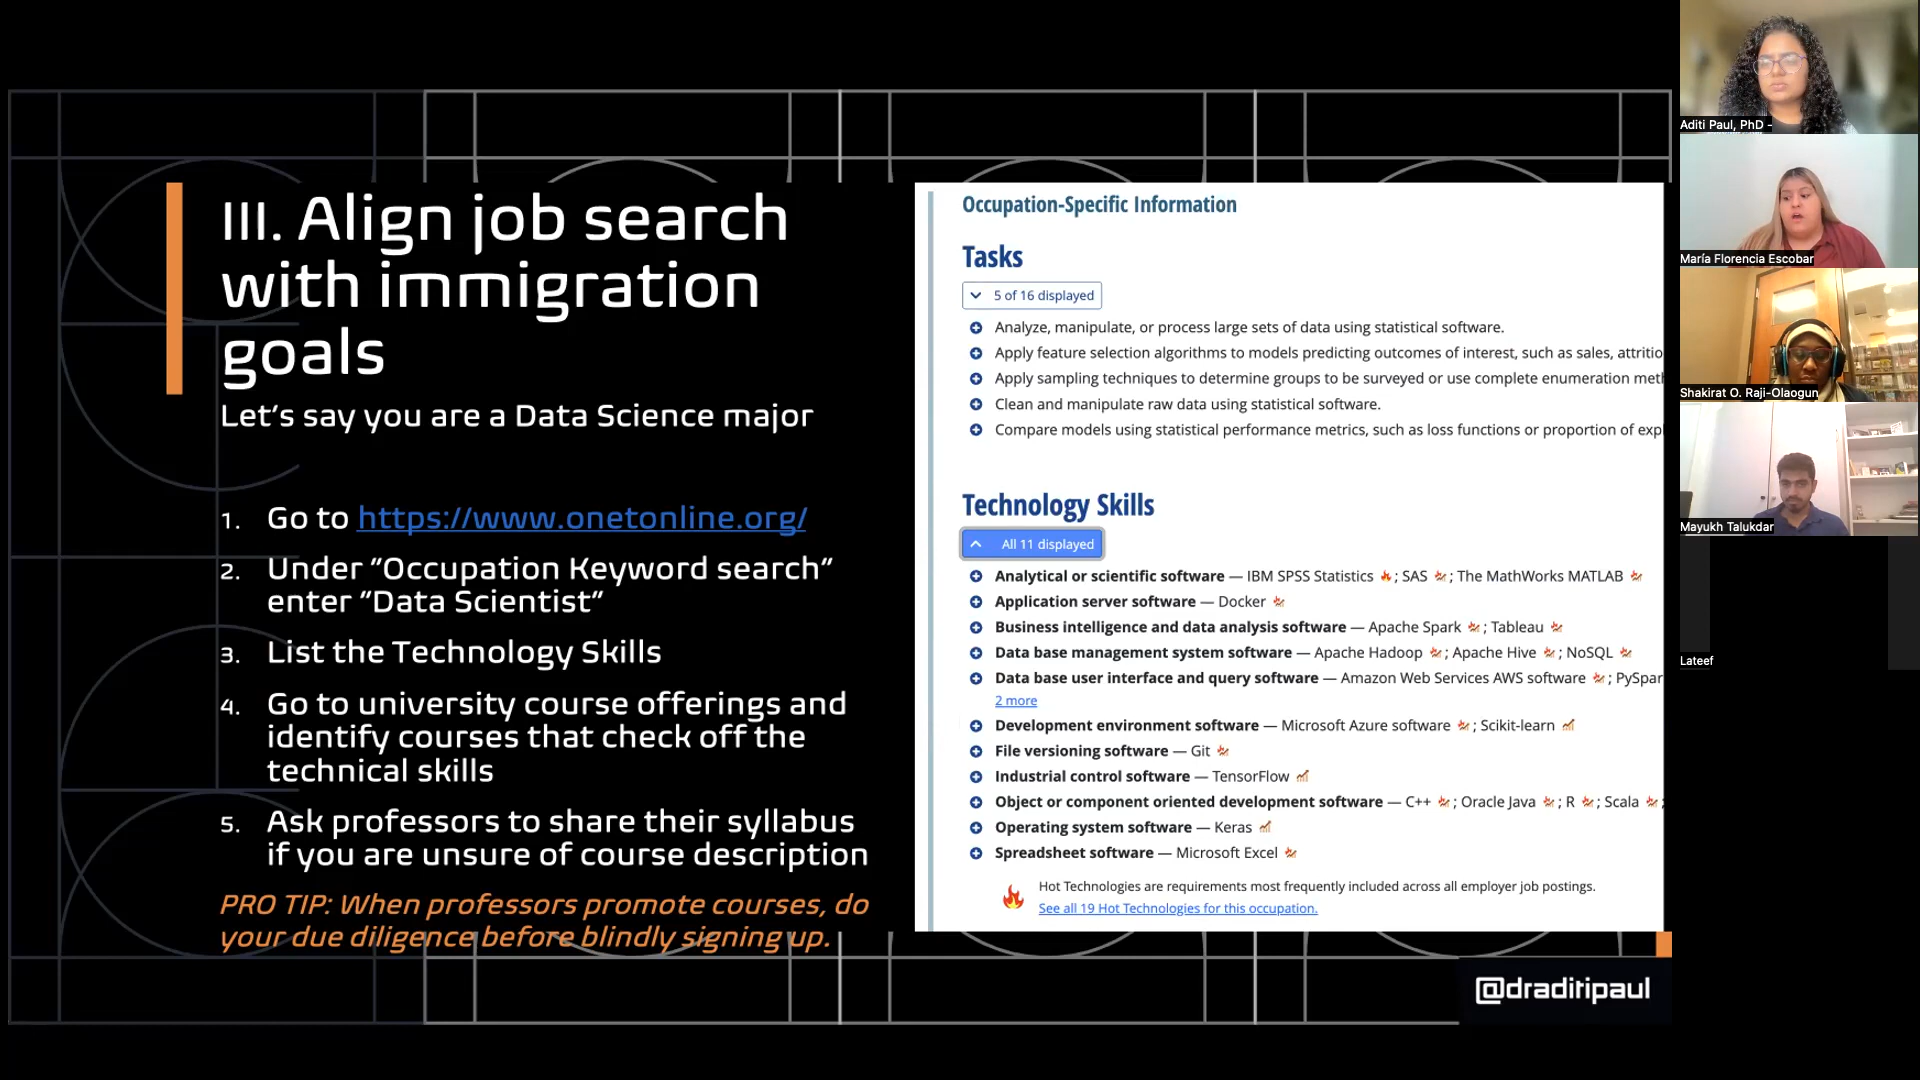 III. Align job search
with immigration
goals
Let's say you are a Data Science major
1. Go to https://www.onetonline.org/
2. Under "Occupation Keyword search"
enter "Data Scientist"
3. List the Technology Skills
4. Go to university course offerings and
identify courses that check off the
technical skills
5. Ask professors to share their syllabus
if you are unsure of course description
PRO TIP: When professors promote courses, do
your due diligence before blindly signing up.
Occupation-Specific Information
Tasks
5 of 16 displayed
Analyze, manipulate, or process large sets of data using statistical software.
Apply feature selection algorithms to models predicting outcomes of interest, such as sales, attritio
Apply sampling techniques to determine groups to be surveyed or use complete enumeration met
Clean and manipulate raw data using statistical software.
Compare models using statistical performance metrics, such as loss functions or proportion of exp
Technology Skills
All 11 displayed
Analytical or scientific software — IBM SPSS Statistics ; SAS ; The MathWorks MATLAB
Application server software — Docker
Business intelligence and data analysis software — Apache Spark ; Tableau
Data base management system software — Apache Hadoop ; Apache Hive ; NoSQL
Data base user interface and query software — Amazon Web Services AWS software ; PySpar
2 more
Development environment software — Microsoft Azure software ; Scikit-learn
File versioning software — Git
Industrial control software — TensorFlow
Object or component oriented development software — C++ ; Oracle Java ; R ; Scala ;
Operating system software — Keras
Spreadsheet software — Microsoft Excel
Hot Technologies are requirements most frequently included across all employer job postings.
See all 19 Hot Technologies for this occupation.
@draditipaul
Aditi Paul, PhD -
María Florencia Escobar
Shakirat O. Raji-Olaogun
Mayukh Talukdar
Lateef